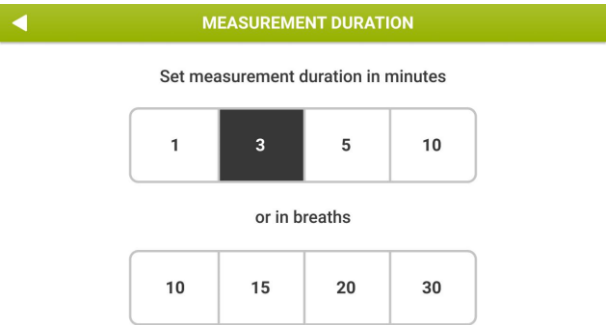 MEASUREMENT DURATION
Set measurement duration in minutes
1 3 5 10
or in breaths
10 15 20 30